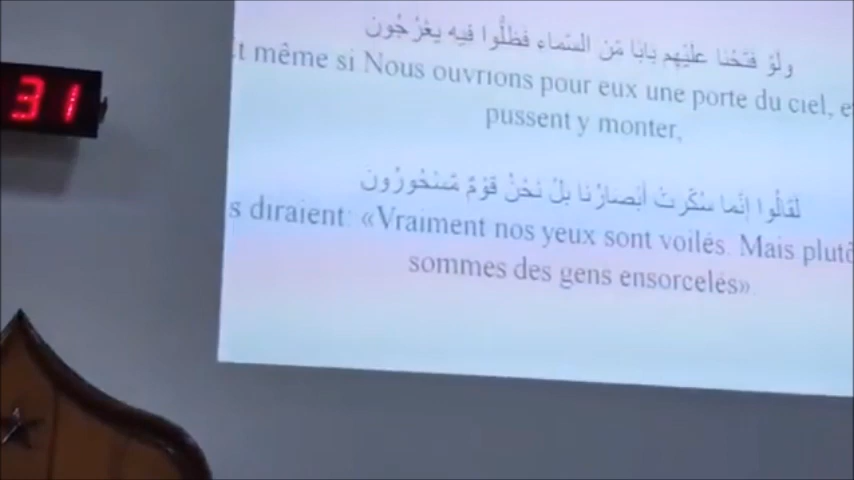 31
وَلَوْ فَتَحْنَا عَلَيْهِم بَابًا مِّنَ السَّمَاءِ فَظَلُّوا فِيهِ يَعْرُجُونَ
t même si Nous ouvrions pour eux une porte du ciel, e
pussent y monter,
لَقَالُوا إِنَّمَا سُكِّرَتْ أَبْصَارُنَا بَلْ نَحْنُ قَوْمٌ مَّسْحُورُونَ
s diraient: «Vraiment nos yeux sont voilés. Mais plutô
sommes des gens ensorcelés».